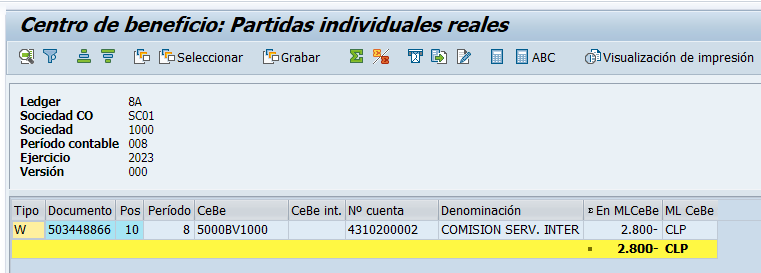 Centro de beneficio: Partidas individuales reales
Seleccionar Grabar ABC Visualización de impresión
Ledger 8A
Sociedad CO SC01
Sociedad 1000
Período contable 008
Ejercicio 2023
Versión 000
Tipo Documento Pos Período CeBe CeBe int. Nº cuenta Denominación Σ En MLCeBe ML CeBe
W 503448866 10 8 5000BV1000 4310200002 COMISION SERV. INTER 2.800- CLP
2.800- CLP